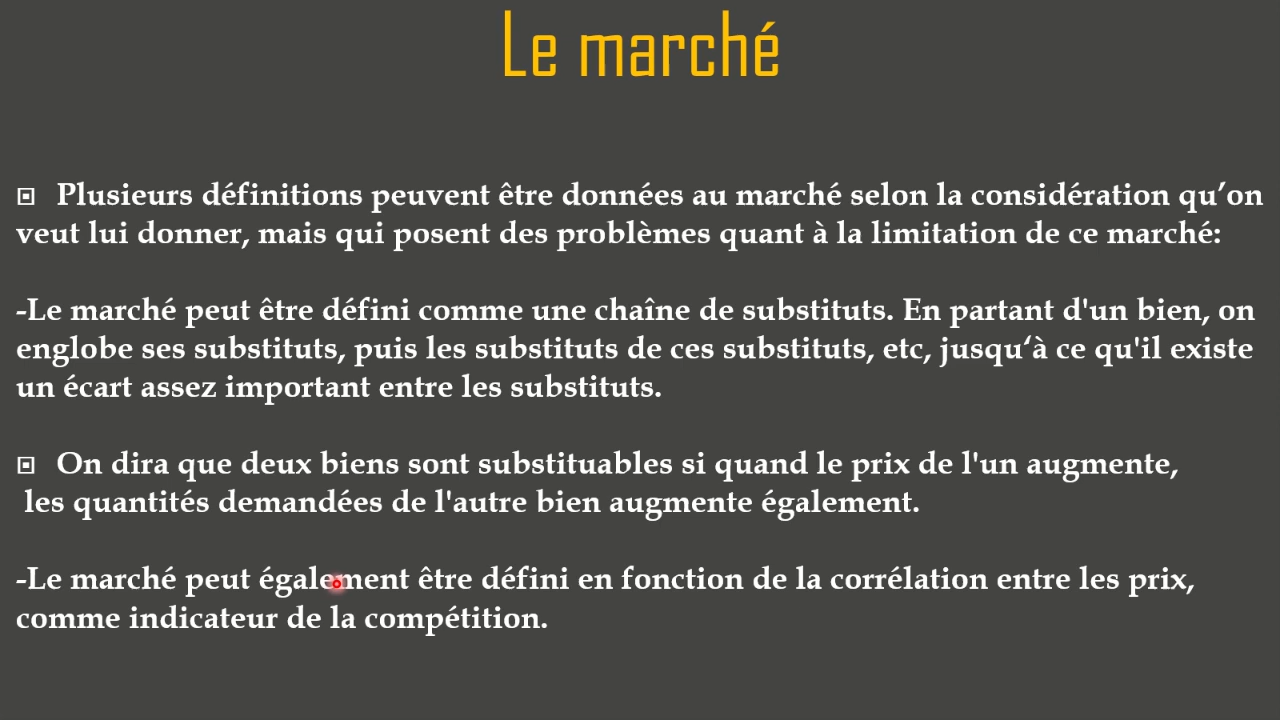 Le marché
Plusieurs définitions peuvent être données au marché selon la considération qu’on
veut lui donner, mais qui posent des problèmes quant à la limitation de ce marché:
-Le marché peut être défini comme une chaîne de substituts. En partant d'un bien, on
englobe ses substituts, puis les substituts de ces substituts, etc, jusqu‘à ce qu'il existe
un écart assez important entre les substituts.
On dira que deux biens sont substituables si quand le prix de l'un augmente,
les quantités demandées de l'autre bien augmente également.
-Le marché peut également être défini en fonction de la corrélation entre les prix,
comme indicateur de la compétition.